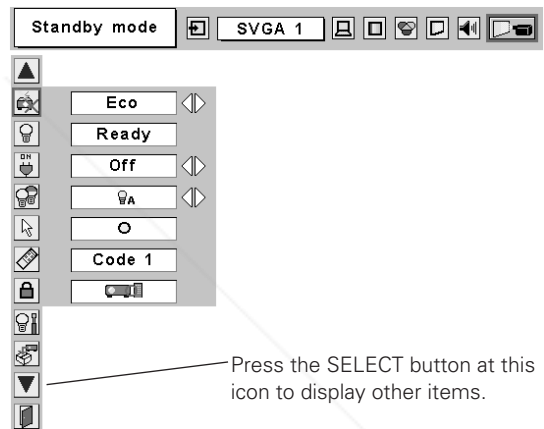 Standby mode
SVGA 1
Eco
Ready
ON
Off
A
Code 1
Press the SELECT button at this
icon to display other items.